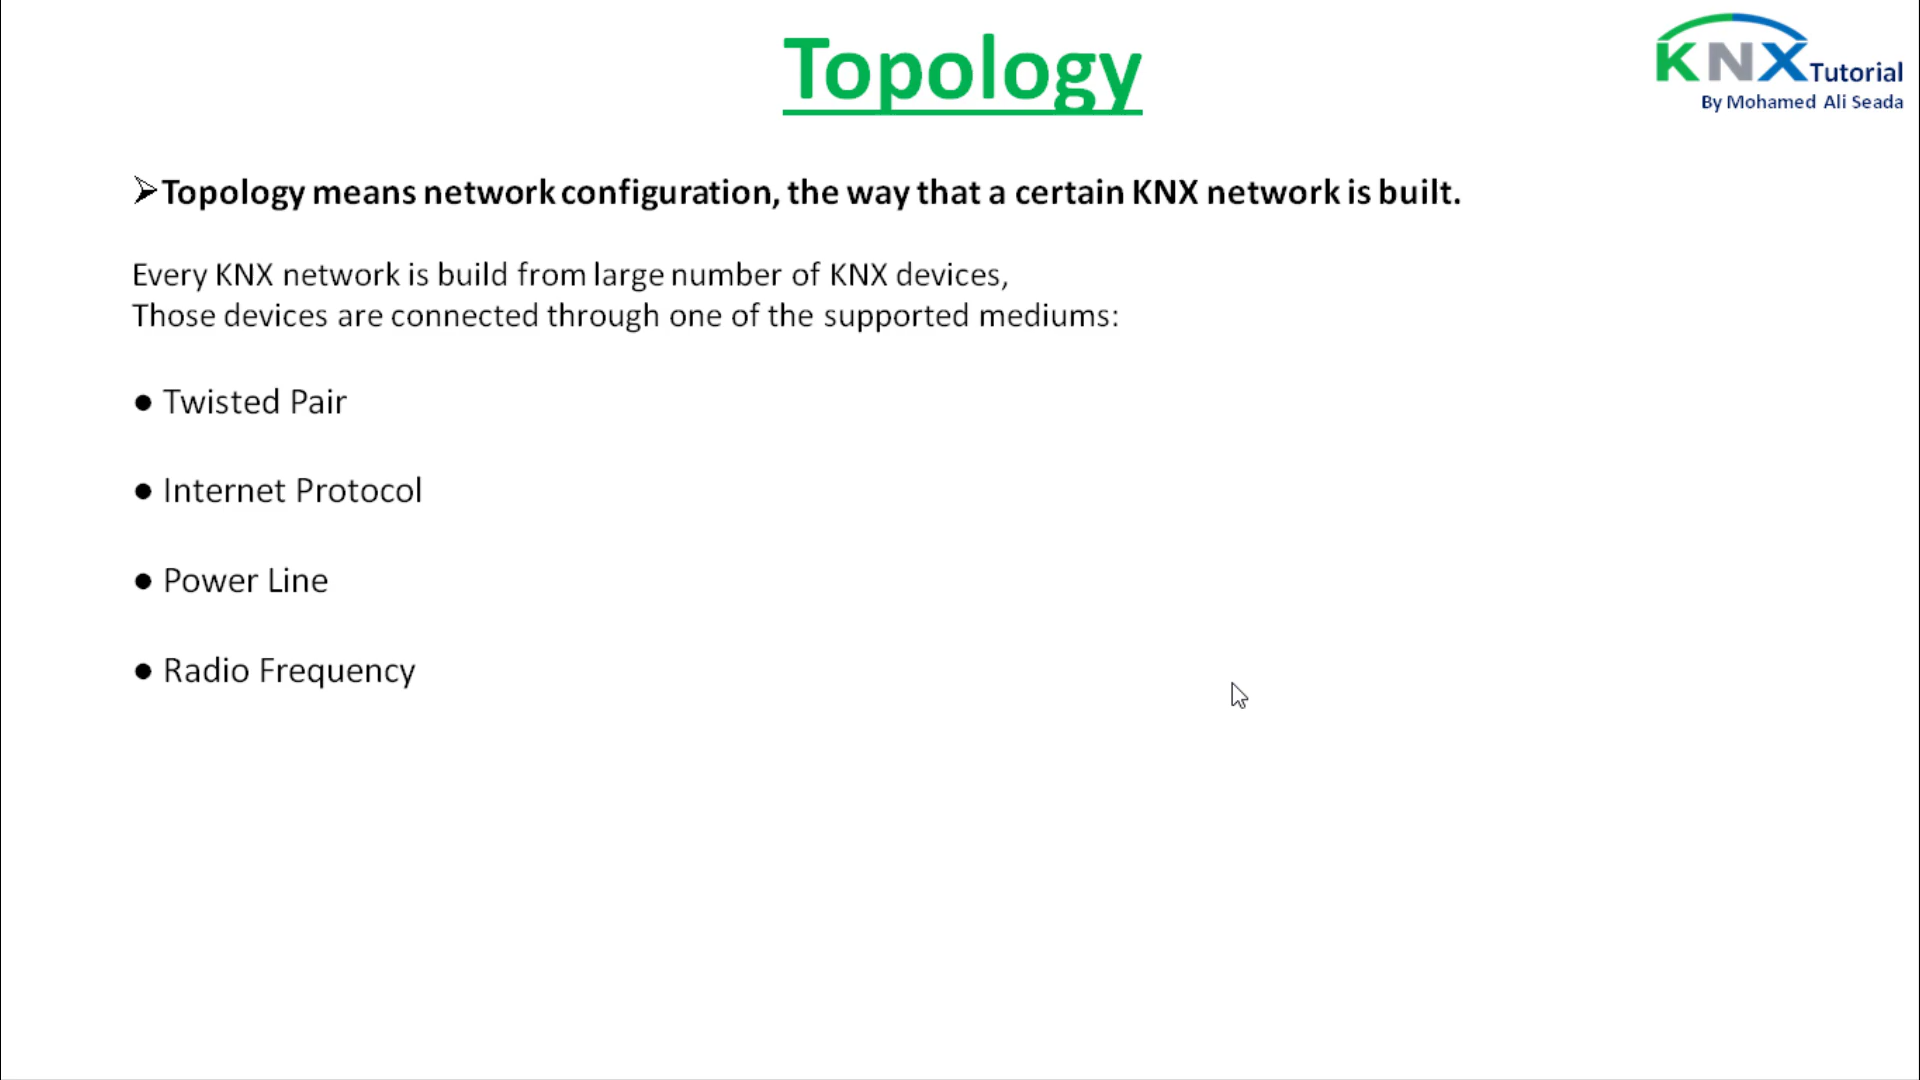 Topology
KNX Tutorial
By Mohamed Ali Seada
➢Topology means network configuration, the way that a certain KNX network is built.
Every KNX network is build from large number of KNX devices,
Those devices are connected through one of the supported mediums:
● Twisted Pair
● Internet Protocol
● Power Line
● Radio Frequency